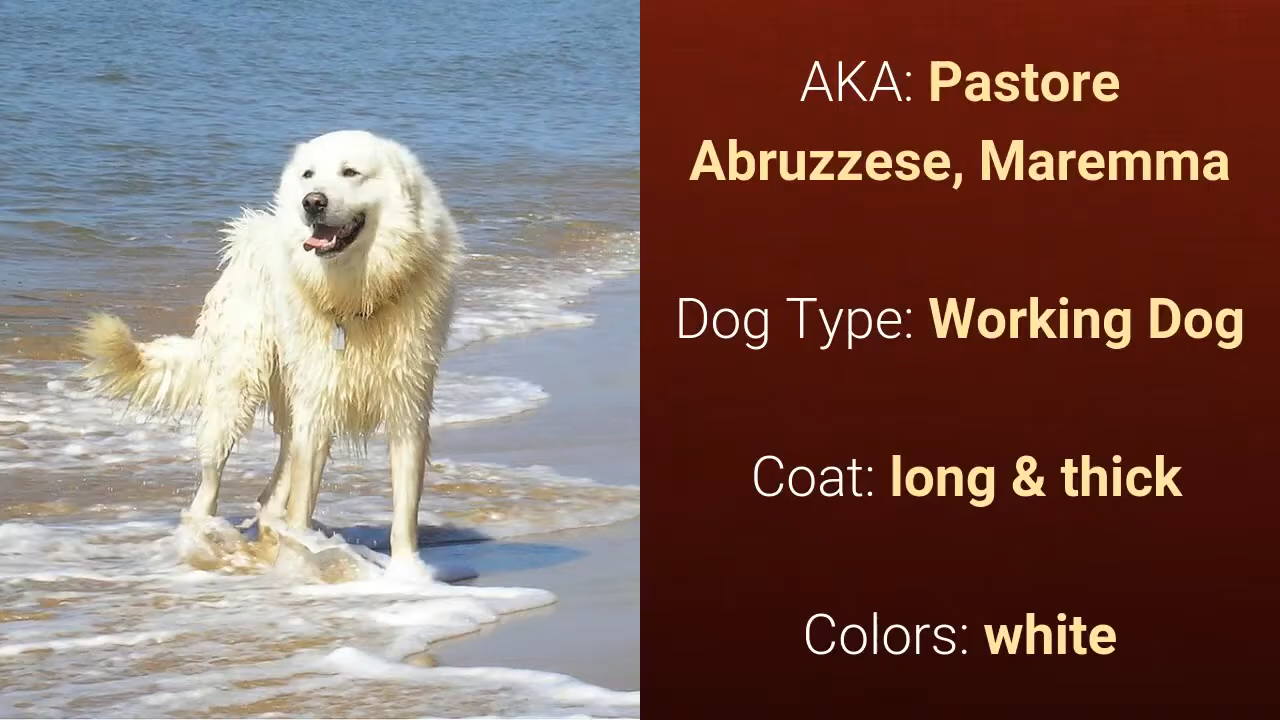 AKA: Pastore
Abruzzese, Maremma
Dog Type: Working Dog
Coat: long & thick
Colors: white